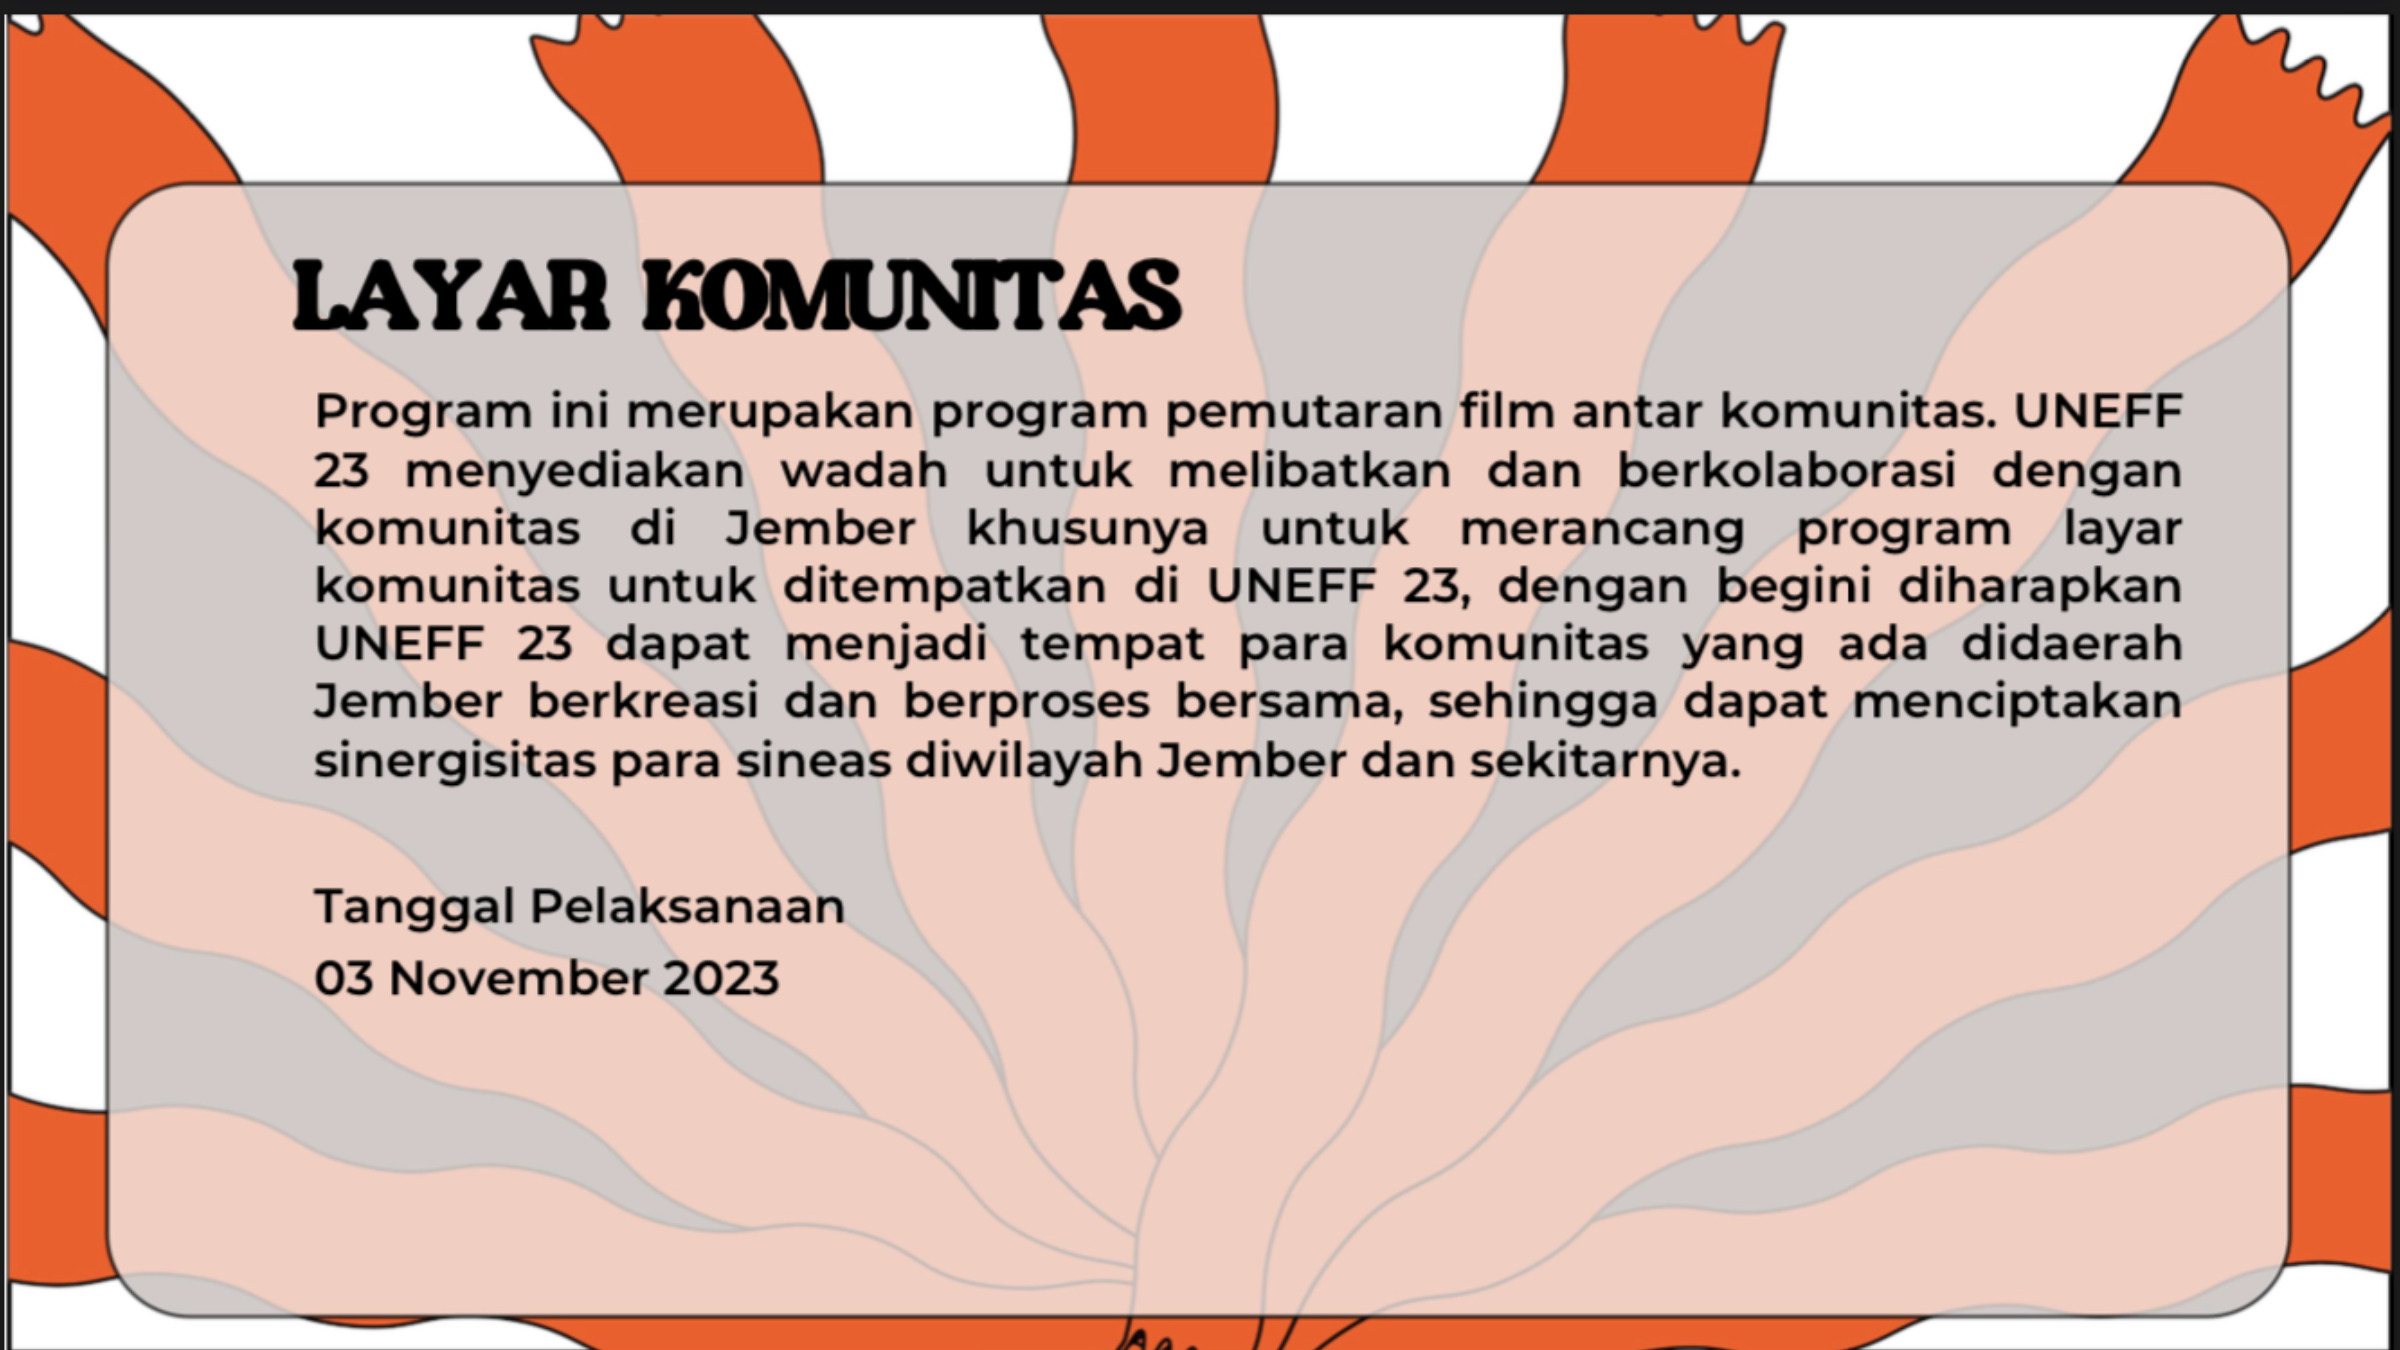 LAYAR KOMUNITAS
Program ini merupakan program pemutaran film antar komunitas. UNEFF
23 menyediakan wadah untuk melibatkan dan berkolaborasi dengan
komunitas di Jember khusunya untuk merancang program layar
komunitas untuk ditempatkan di UNEFF 23, dengan begini diharapkan
UNEFF 23 dapat menjadi tempat para komunitas yang ada didaerah
Jember berkreasi dan berproses bersama, sehingga dapat menciptakan
sinergisitas para sineas diwilayah Jember dan sekitarnya.
Tanggal Pelaksanaan
03 November 2023